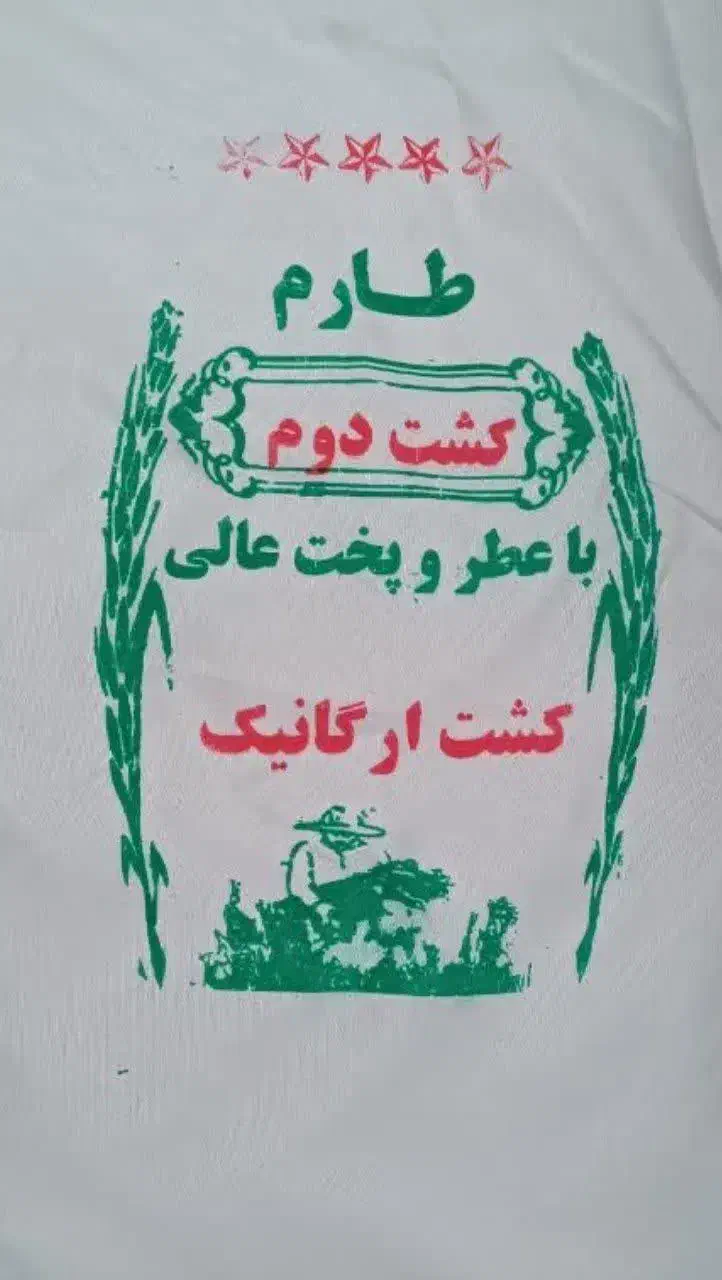 طارم
کشت دوم
با عطر و پخت عالی
کشت ارگانیک